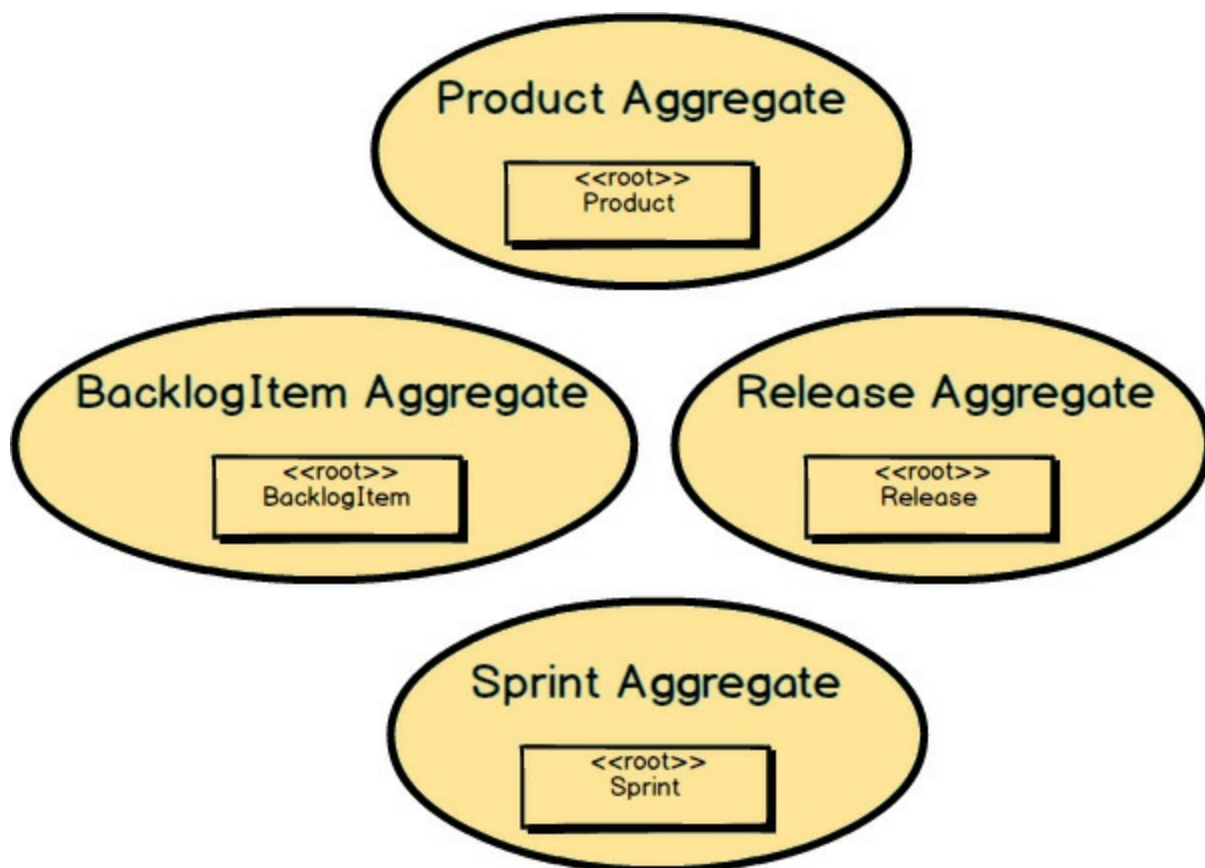 Product Aggregate
<<root>>
Product
BacklogItem Aggregate
<<root>>
BacklogItem
Release Aggregate
<<root>>
Release
Sprint Aggregate
<<root>>
Sprint